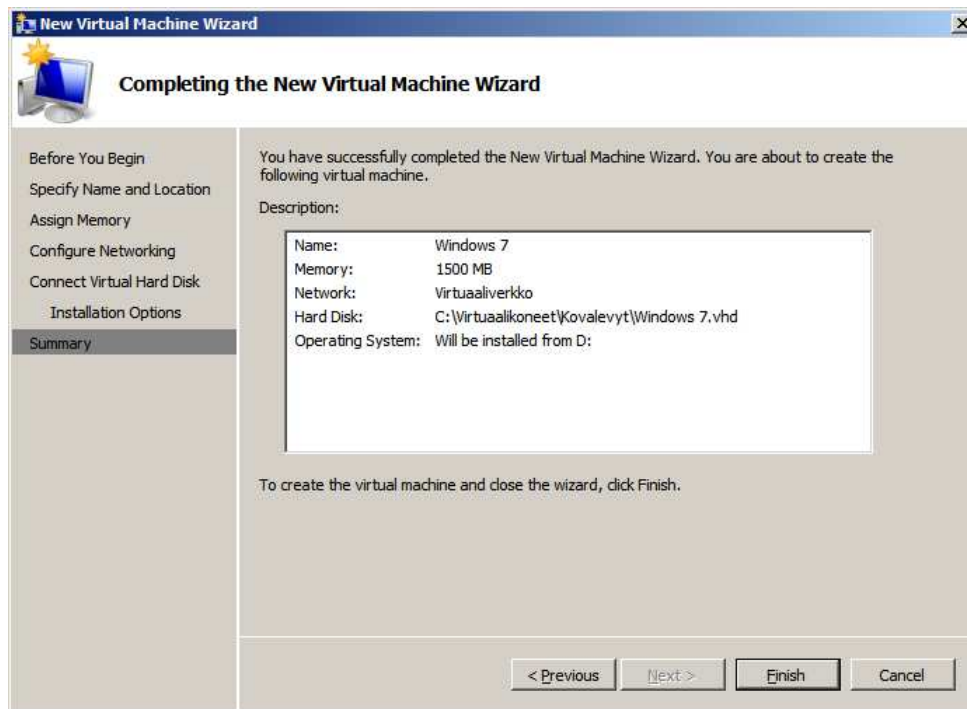 New Virtual Machine Wizard
Completing the New Virtual Machine Wizard
Before You Begin
Specify Name and Location
Assign Memory
Configure Networking
Connect Virtual Hard Disk
Installation Options
Summary
You have successfully completed the New Virtual Machine Wizard. You are about to create the
following virtual machine.
Description:
Name: Windows 7
Memory: 1500 MB
Network: Virtuaaliverkko
Hard Disk: C:\Virtuaalikoneet\Kovalevyt\Windows 7.vhd
Operating System: Will be installed from D:
To create the virtual machine and close the wizard, click Finish.
< Previous Next > Finish Cancel